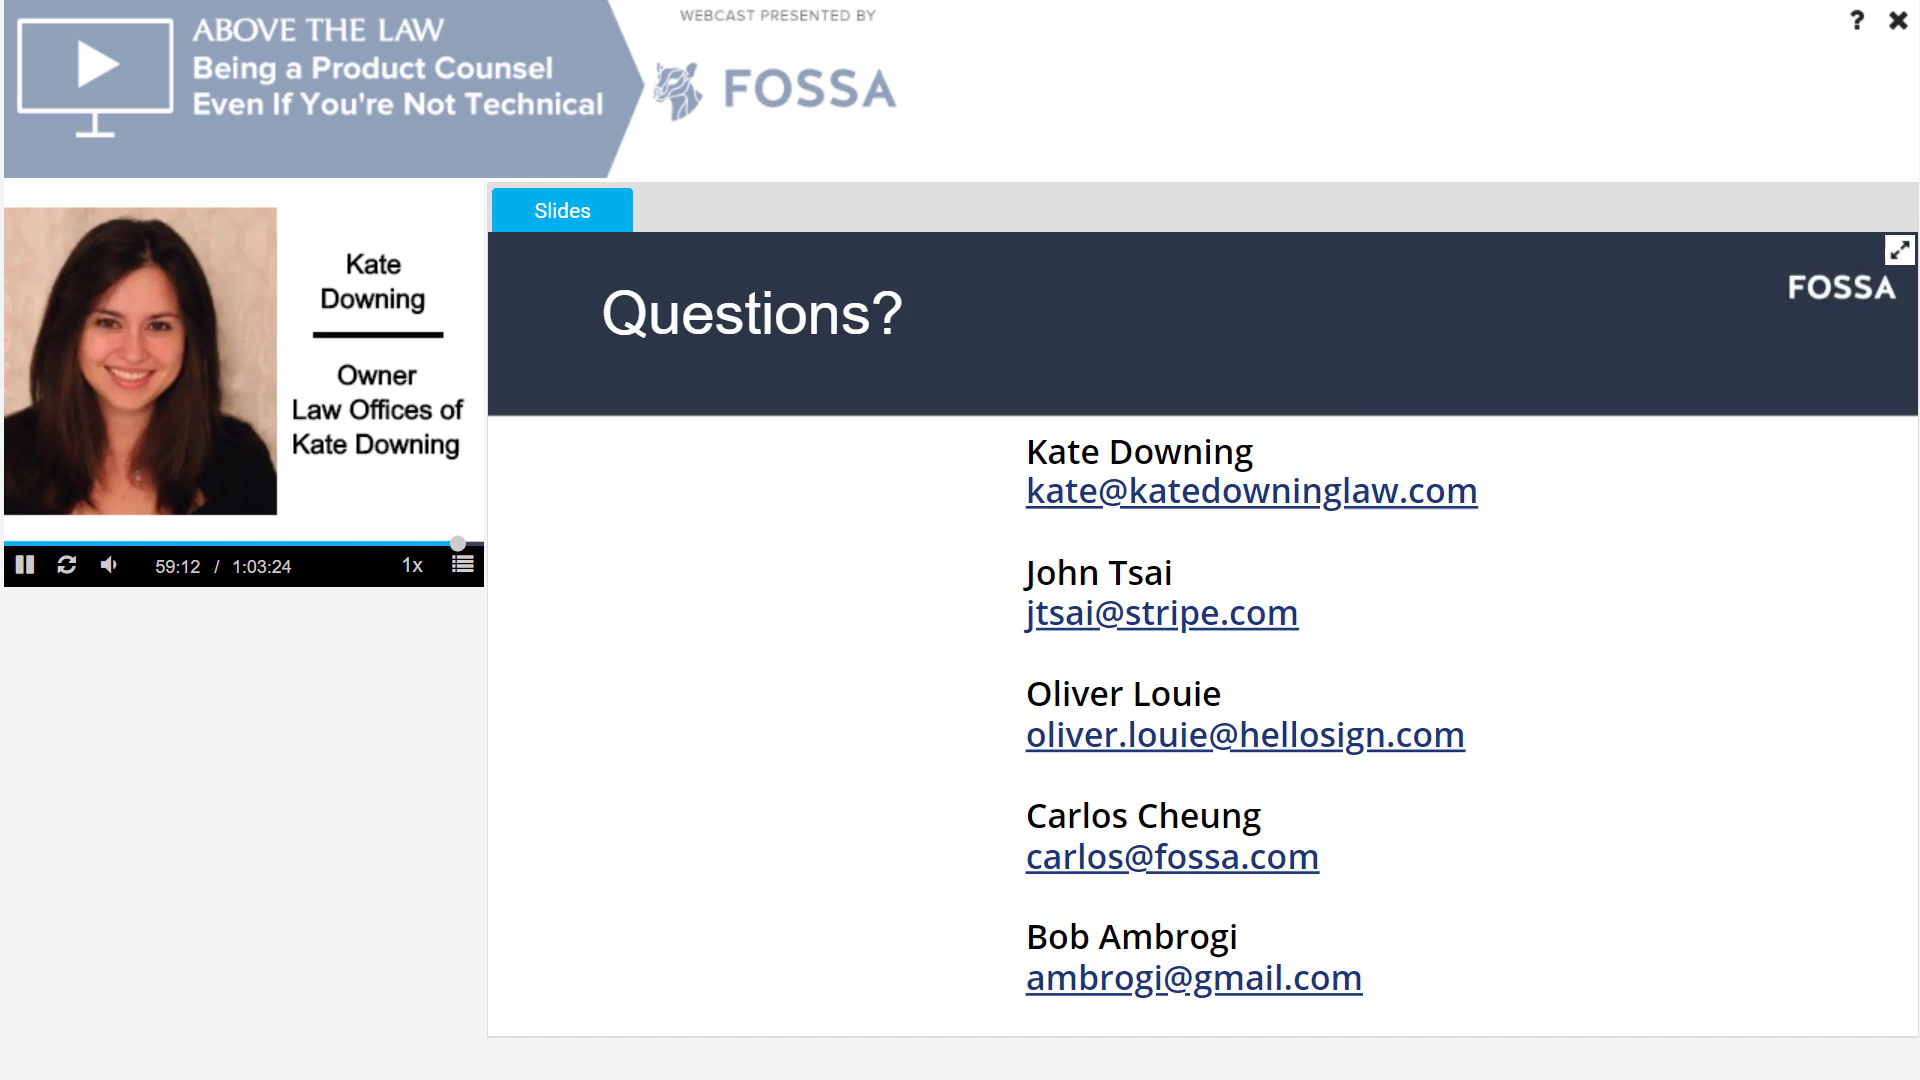 WEBCAST PRESENTED BY
ABOVE THE LAW
Being a Product Counsel
Even If You're Not Technical
FOSSA
?
Slides
Kate
Downing
Owner
Law Offices of
Kate Downing
59:12 / 1:03:24
1x
Questions?
FOSSA
Kate Downing
kate@katedowninglaw.com
John Tsai
jtsai@stripe.com
Oliver Louie
oliver.louie@hellosign.com
Carlos Cheung
carlos@fossa.com
Bob Ambrogi
ambrogi@gmail.com